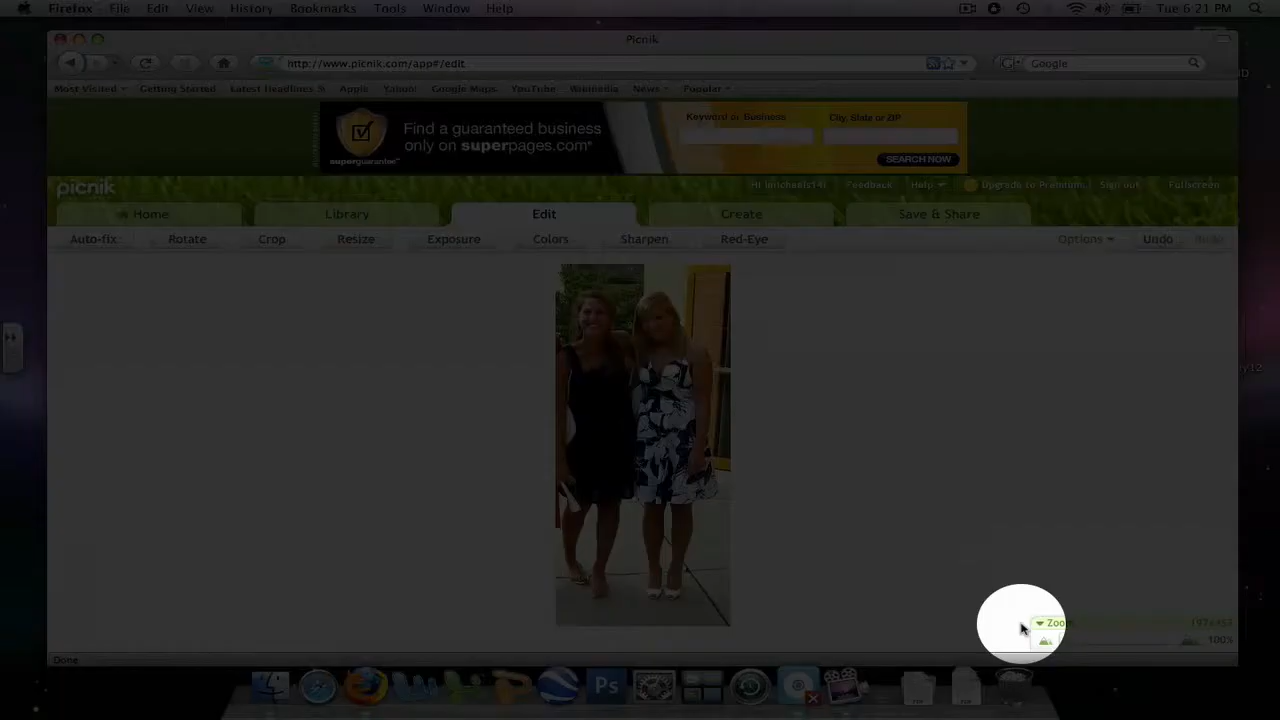 Firefox File Edit View History Bookmarks Tools Window Help Tue 6:21 PM
Picnik
http://www.picnik.com/app#/edit Google
Most Visited Getting Started Latest Headlines Apple Yahoo! Google Maps YouTube Wikipedia News Popular
Find a guaranteed business
only on superpages.com®
superguarantee
Keyword or Business City, State or ZIP
SEARCH NOW
picnik Feedback Help Upgrade to Premium! Sign out Fullscreen
Home Library Edit Create Save & Share
Auto-fix Rotate Crop Resize Exposure Colors Sharpen Red-Eye Options Undo Redo
Zoo
100%
Done
Ps
PDF PDF